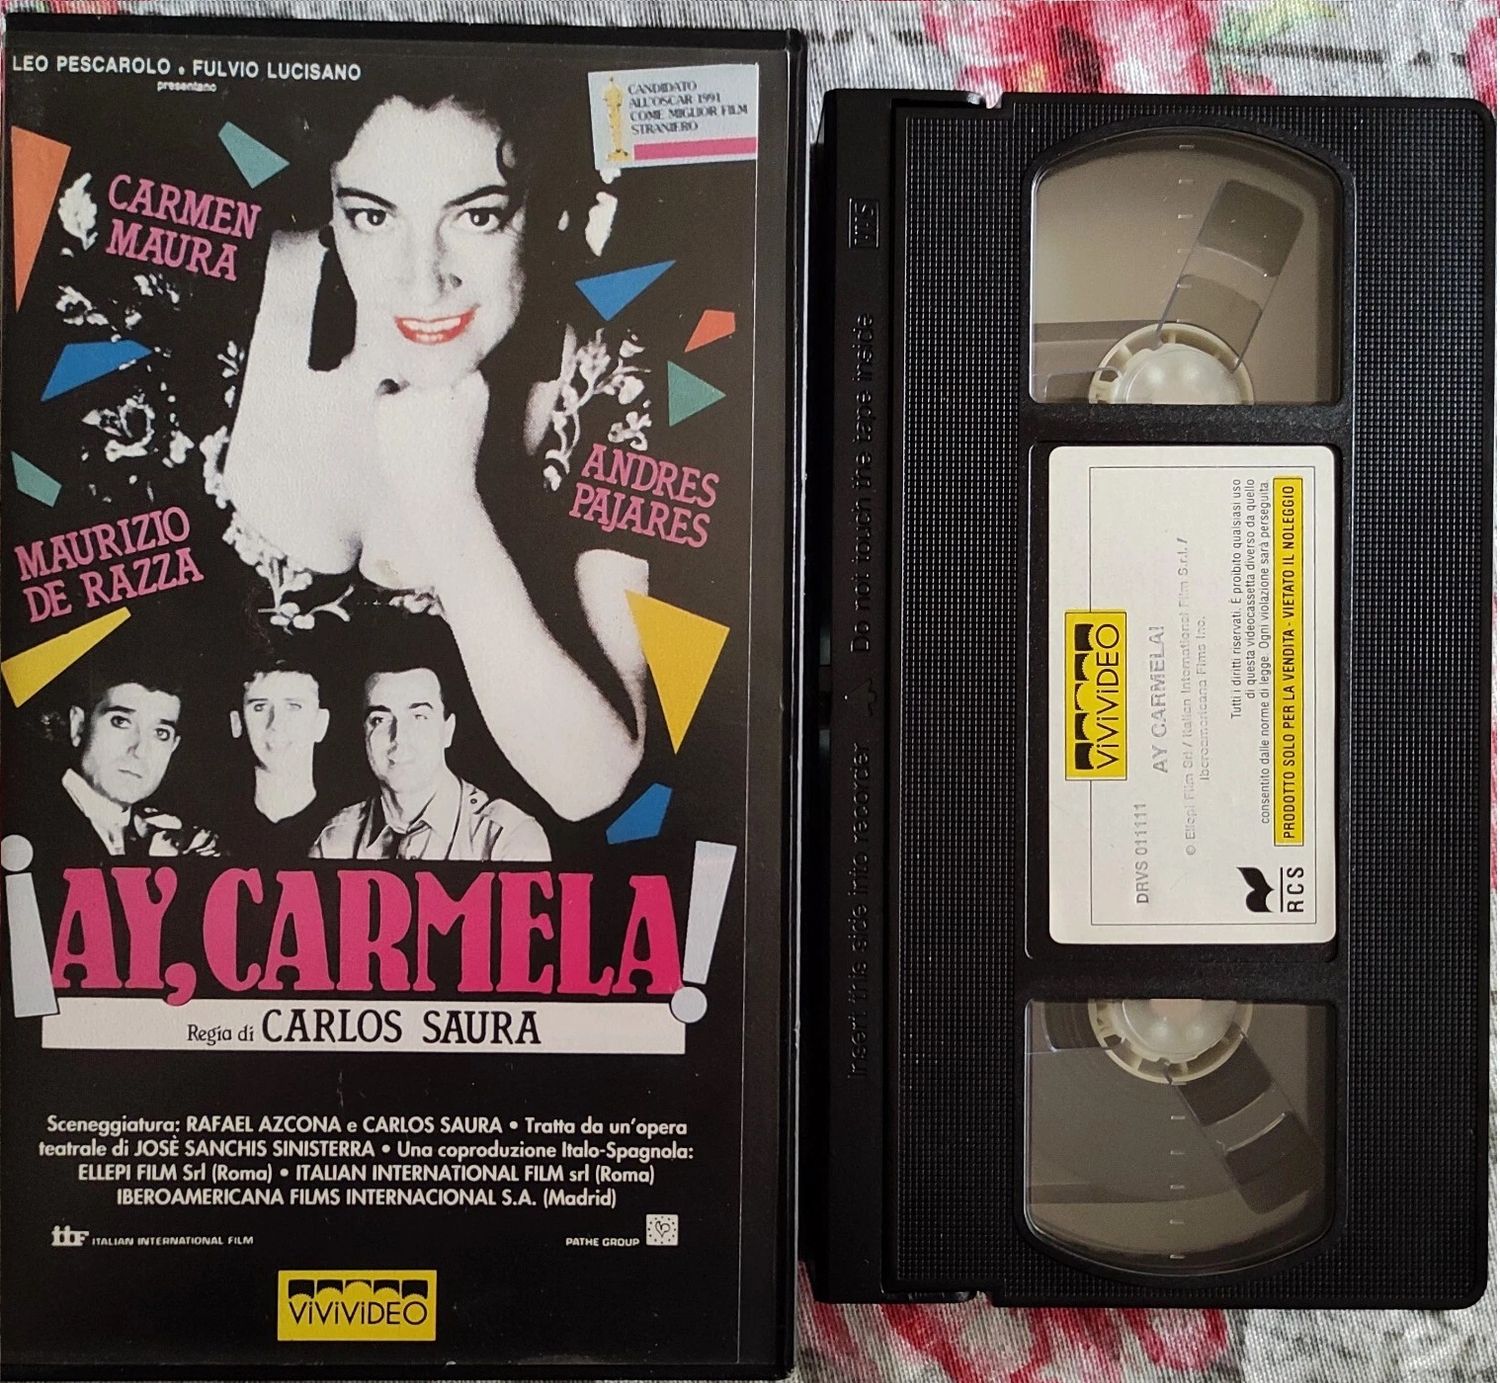 LEO PESCAROLO • FULVIO LUCISANO
presentano
CANDIDATO
ALL'OSCAR 1991
COME MIGLIOR FILM
STRANIERO
CARMEN
MAURA
ANDRES
PAJARES
MAURIZIO
DE RAZZA
¡AY, CARMELA!
Regia di CARLOS SAURA
Sceneggiatura: RAFAEL AZCONA e CARLOS SAURA • Tratta da un'opera
teatrale di JOSÈ SANCHIS SINISTERRA • Una coproduzione Italo-Spagnola:
ELLEPI FILM Srl (Roma) • ITALIAN INTERNATIONAL FILM srl (Roma)
IBEROAMERICANA FILMS INTERNACIONAL S.A. (Madrid)
IIF ITALIAN INTERNATIONAL FILM
PATHE GROUP
ViViViDEO
VHS
Insert this side into recorder
Do not touch the tape inside
ViViViDEO
DRVS 011111
AY CARMELA!
© Ellepi Film Srl / Italian International Film S.r.l. /
Iberoamericana Films Inc.
Tutti i diritti riservati. È proibito qualsiasi uso
di questa videocassetta diverso da quello
consentito dalle norme di legge. Ogni violazione sarà perseguita.
PRODOTTO SOLO PER LA VENDITA - VIETATO IL NOLEGGIO
RCS